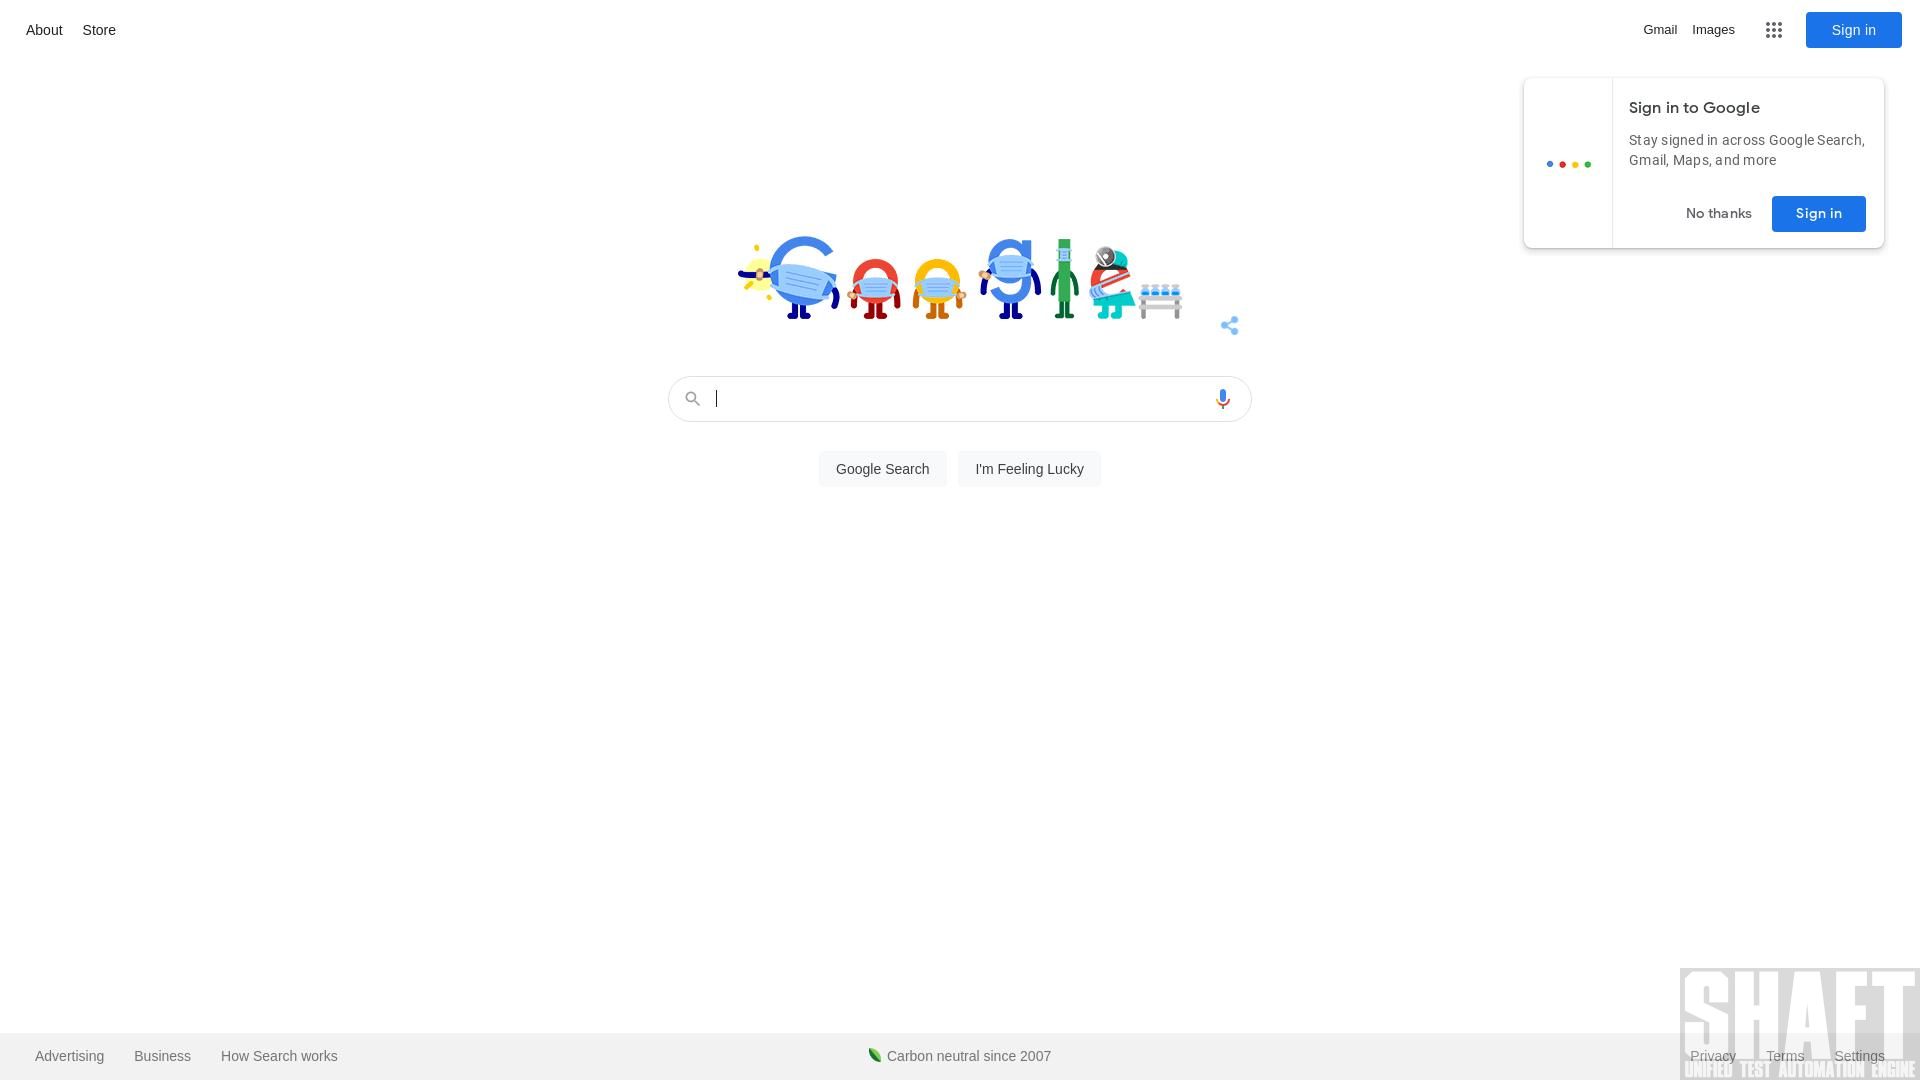 About Store
Gmail Images Sign in
Sign in to Google
Stay signed in across Google Search,
Gmail, Maps, and more
No thanks Sign in
Google
Google Search I'm Feeling Lucky
SHAFT
UNIFIED TEST AUTOMATION ENGINE
Advertising Business How Search works
Carbon neutral since 2007
Privacy Terms Settings